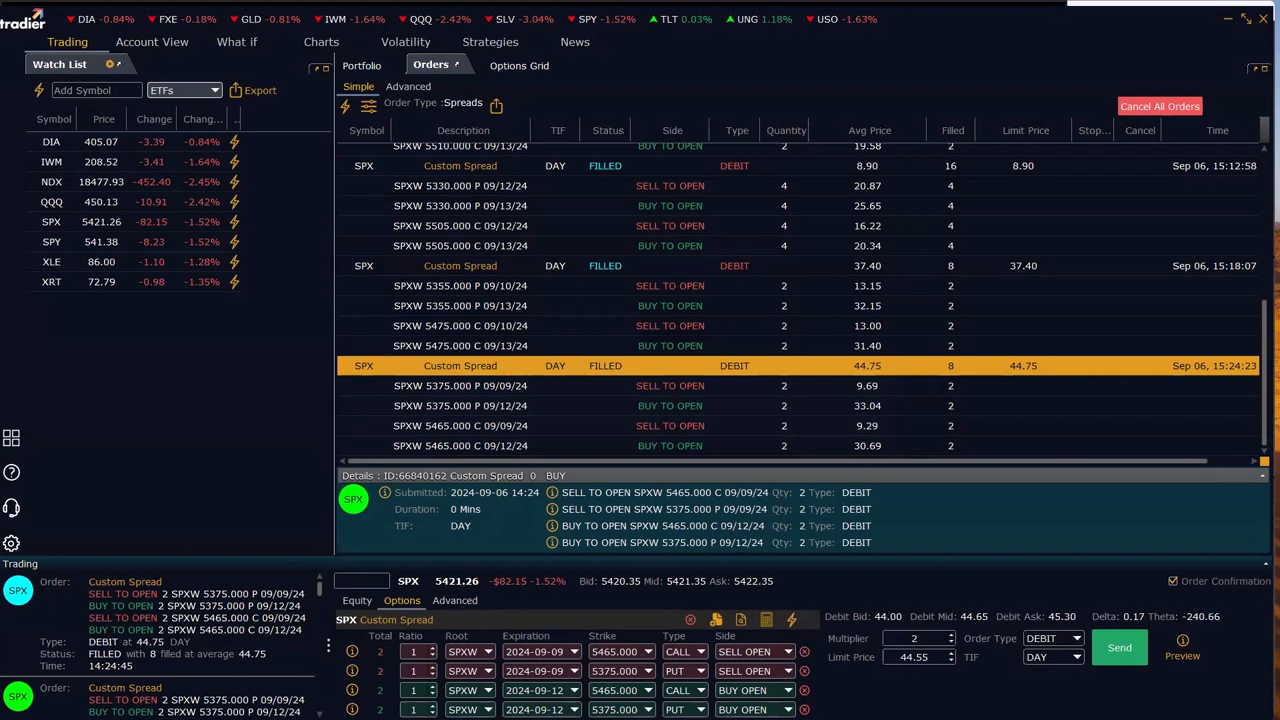 tradier
DIA -0.84% FXE -0.18% GLD -0.81% IWM -1.64% QQQ -2.42% SLV -3.04% SPY -1.52% TLT 0.03% UNG 1.18% USO -1.63%
Trading Account View What if Charts Volatility Strategies News
Watch List
Add Symbol ETFs Export
Symbol Price Change Chang... ..
DIA 405.07 -3.39 -0.84%
IWM 208.52 -3.41 -1.64%
NDX 18477.93 -452.40 -2.45%
QQQ 450.13 -10.91 -2.42%
SPX 5421.26 -82.15 -1.52%
SPY 541.38 -8.23 -1.52%
XLE 86.00 -1.10 -1.28%
XRT 72.79 -0.98 -1.35%
Portfolio Orders Options Grid
Simple Advanced
Order Type :Spreads Cancel All Orders
Symbol Description TIF Status Side Type Quantity Avg Price Filled Limit Price Stop... Cancel Time
SPXW 5510.000 C 09/13/24 BUY TO OPEN 2 19.58 2
SPX Custom Spread DAY FILLED DEBIT 8.90 16 8.90 Sep 06, 15:12:58
SPXW 5330.000 P 09/12/24 SELL TO OPEN 4 20.87 4
SPXW 5330.000 P 09/13/24 BUY TO OPEN 4 25.65 4
SPXW 5505.000 C 09/12/24 SELL TO OPEN 4 16.22 4
SPXW 5505.000 C 09/13/24 BUY TO OPEN 4 20.34 4
SPX Custom Spread DAY FILLED DEBIT 37.40 8 37.40 Sep 06, 15:18:07
SPXW 5355.000 P 09/10/24 SELL TO OPEN 2 13.15 2
SPXW 5355.000 P 09/13/24 BUY TO OPEN 2 32.15 2
SPXW 5475.000 C 09/10/24 SELL TO OPEN 2 13.00 2
SPXW 5475.000 C 09/13/24 BUY TO OPEN 2 31.40 2
SPX Custom Spread DAY FILLED DEBIT 44.75 8 44.75 Sep 06, 15:24:23
SPXW 5375.000 P 09/09/24 SELL TO OPEN 2 9.69 2
SPXW 5375.000 P 09/12/24 BUY TO OPEN 2 33.04 2
SPXW 5465.000 C 09/09/24 SELL TO OPEN 2 9.29 2
SPXW 5465.000 C 09/12/24 BUY TO OPEN 2 30.69 2
Details : ID:66840162 Custom Spread 0 BUY
SPX Submitted: 2024-09-06 14:24 SELL TO OPEN SPXW 5465.000 C 09/09/24 Qty: 2 Type: DEBIT
Duration: 0 Mins SELL TO OPEN SPXW 5375.000 P 09/09/24 Qty: 2 Type: DEBIT
TIF: DAY BUY TO OPEN SPXW 5465.000 C 09/12/24 Qty: 2 Type: DEBIT
BUY TO OPEN SPXW 5375.000 P 09/12/24 Qty: 2 Type: DEBIT
Trading
SPX Order: Custom Spread
SELL TO OPEN 2 SPXW 5375.000 P 09/09/24
BUY TO OPEN 2 SPXW 5375.000 P 09/12/24
SELL TO OPEN 2 SPXW 5465.000 C 09/09/24
BUY TO OPEN 2 SPXW 5465.000 C 09/12/24
Type: DEBIT at 44.75 DAY
Status: FILLED with 8 filled at average 44.75
Time: 14:24:45
SPX Order: Custom Spread
SELL TO OPEN 2 SPXW 5375.000 P 09/09/24
BUY TO OPEN 2 SPXW 5375.000 P 09/12/24
SPX 5421.26 -$82.15 -1.52% Bid: 5420.35 Mid: 5421.35 Ask: 5422.35 Order Confirmation
Equity Options Advanced
SPX Custom Spread
Total Ratio Root Expiration Strike Type Side
2 1 SPXW 2024-09-09 5465.000 CALL SELL OPEN
2 1 SPXW 2024-09-09 5375.000 PUT SELL OPEN
2 1 SPXW 2024-09-12 5465.000 CALL BUY OPEN
2 1 SPXW 2024-09-12 5375.000 PUT BUY OPEN
Debit Bid: 44.00 Debit Mid: 44.65 Debit Ask: 45.30 Delta: 0.17 Theta: -240.66
Multiplier 2 Order Type DEBIT Send
Limit Price 44.55 TIF DAY Preview